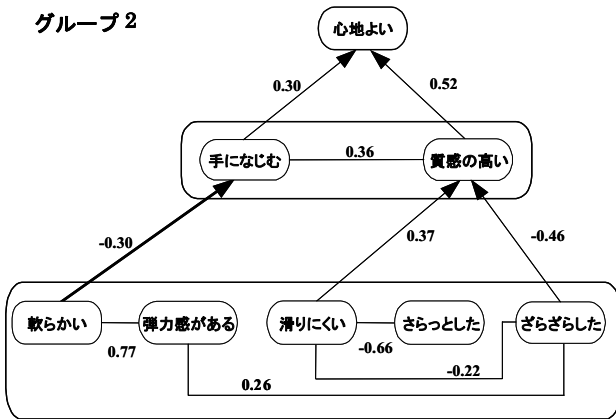 グループ 2
心地よい
0.30
0.52
手になじむ
0.36
質感の高い
-0.30
0.37
-0.46
軟らかい
弾力感がある
滑りにくい
さらっとした
ざらざらした
0.77
-0.66
-0.22
0.26